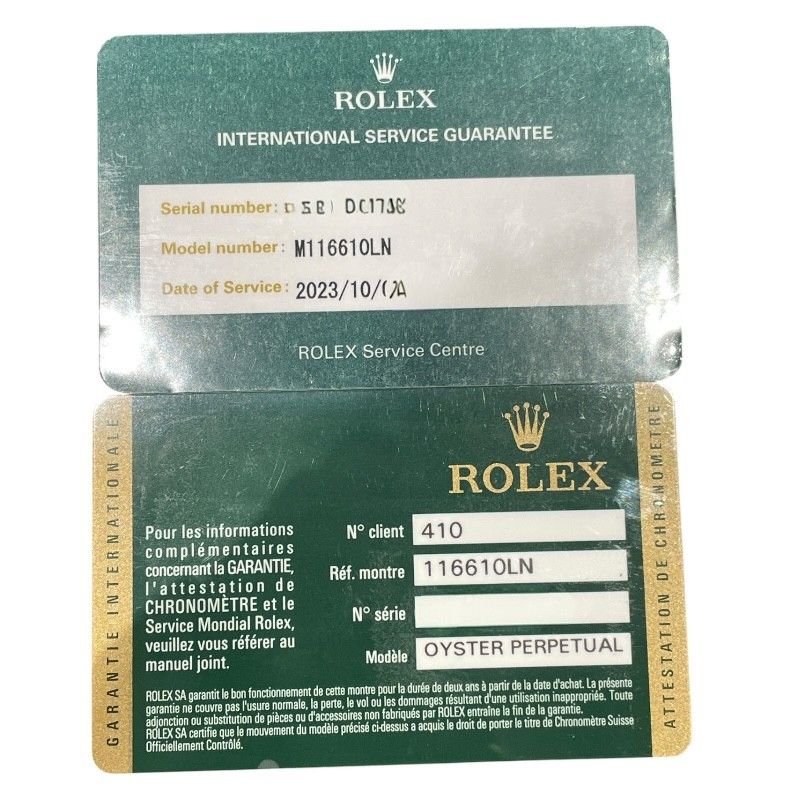 ROLEX
INTERNATIONAL SERVICE GUARANTEE
Serial number:
Model number: M116610LN
Date of Service: 2023/10/
ROLEX Service Centre
GARANTIE INTERNATIONALE
ROLEX
Pour les informations
complémentaires
concernant la GARANTIE,
l'attestation de
CHRONOMÈTRE et le
Service Mondial Rolex,
veuillez vous référer au
manuel joint.
N° client 410
Réf. montre 116610LN
N° série
Modèle OYSTER PERPETUAL
ROLEX SA garantit le bon fonctionnement de cette montre pour la durée de deux ans à partir de la date d'achat. La présente
garantie ne couvre pas l'usure normale, la perte, le vol ou les dommages résultant d'une utilisation inappropriée. Toute
adjonction ou substitution de pièces ou d'accessoires non fabriqués par ROLEX entraîne la fin de la garantie.
ROLEX SA certifie que le mouvement du modèle précisé ci-dessus a acquis le droit de porter le titre de Chronomètre Suisse
Officiellement Contrôlé.
ATTESTATION DE CHRONOMETRE